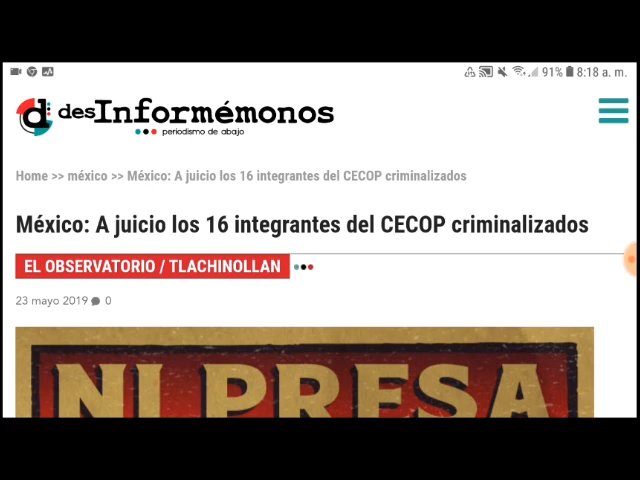 91% 8:18 a. m.
desInformémonos
periodismo de abajo
Home >> méxico >> México: A juicio los 16 integrantes del CECOP criminalizados
México: A juicio los 16 integrantes del CECOP criminalizados
EL OBSERVATORIO / TLACHINOLLAN
23 mayo 2019 0
NI PRESA